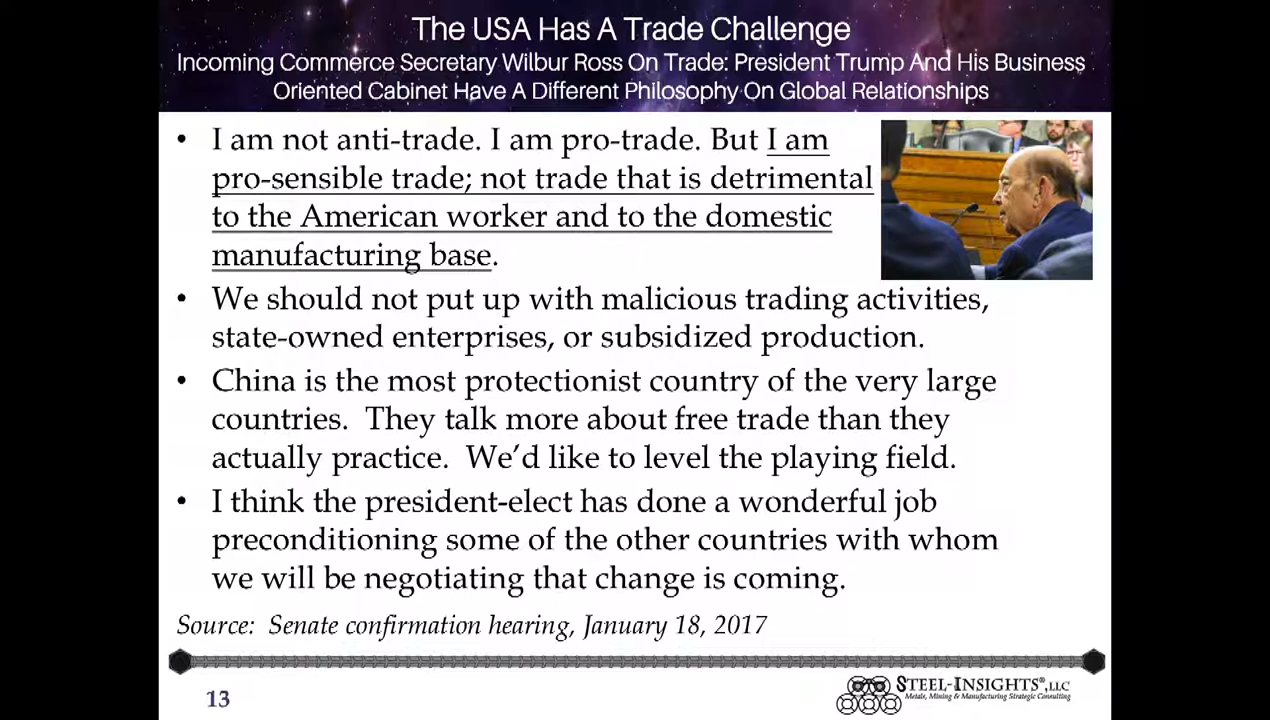 The USA Has A Trade Challenge
Incoming Commerce Secretary Wilbur Ross On Trade: President Trump And His Business
Oriented Cabinet Have A Different Philosophy On Global Relationships
• I am not anti-trade. I am pro-trade. But I am
pro-sensible trade; not trade that is detrimental
to the American worker and to the domestic
manufacturing base.
• We should not put up with malicious trading activities,
state-owned enterprises, or subsidized production.
• China is the most protectionist country of the very large
countries.  They talk more about free trade than they
actually practice.  We’d like to level the playing field.
• I think the president-elect has done a wonderful job
preconditioning some of the other countries with whom
we will be negotiating that change is coming.
Source:  Senate confirmation hearing, January 18, 2017
13
STEEL-INSIGHTS®, LLC
Metals, Mining & Manufacturing Strategic Consulting